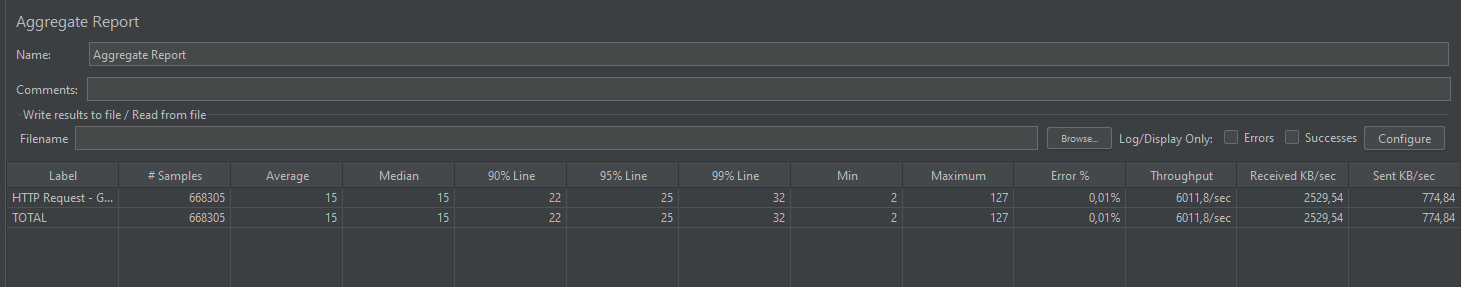 Aggregate Report
Name: Aggregate Report
Comments:
Write results to file / Read from file
Filename Browse... Log/Display Only: Errors Successes Configure
Label # Samples Average Median 90% Line 95% Line 99% Line Min Maximum Error % Throughput Received KB/sec Sent KB/sec
HTTP Request - G... 668305 15 15 22 25 32 2 127 0,01% 6011,8/sec 2529,54 774,84
TOTAL 668305 15 15 22 25 32 2 127 0,01% 6011,8/sec 2529,54 774,84